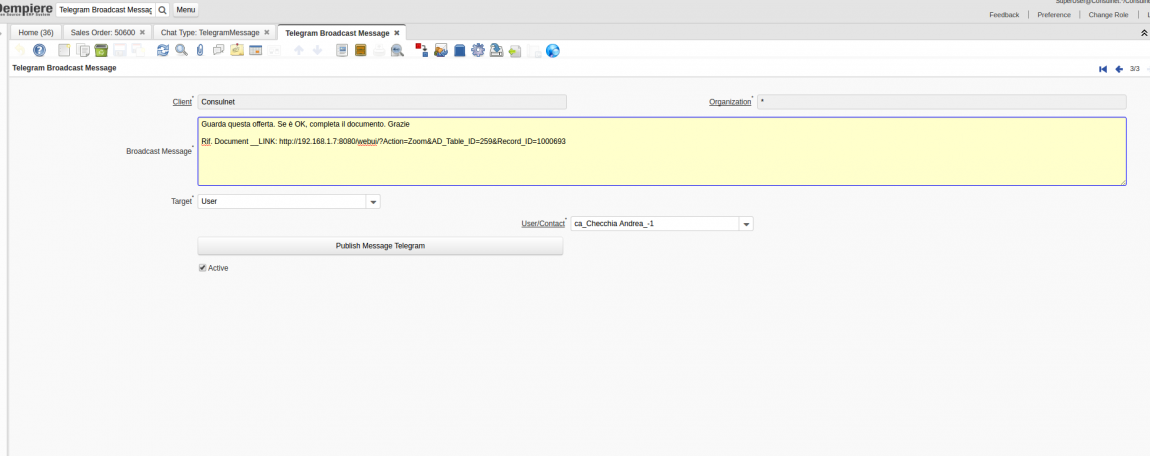 SuperUser@Consulnet.*/Consulnet
Dempiere Telegram Broadcast Messag Menu
Feedback | Preference | Change Role |
Home (36) Sales Order: 50600 Chat Type: TelegramMessage Telegram Broadcast Message
Telegram Broadcast Message 3/3
Client* Consulnet Organization* *
Guarda questa offerta. Se è OK, completa il documento. Grazie
Broadcast Message*
Rif. Document __LINK: http://192.168.1.7:8080/webui/?Action=Zoom&AD_Table_ID=259&Record_ID=1000693
Target* User
User/Contact* ca_Checchia Andrea_-1
Publish Message Telegram
Active